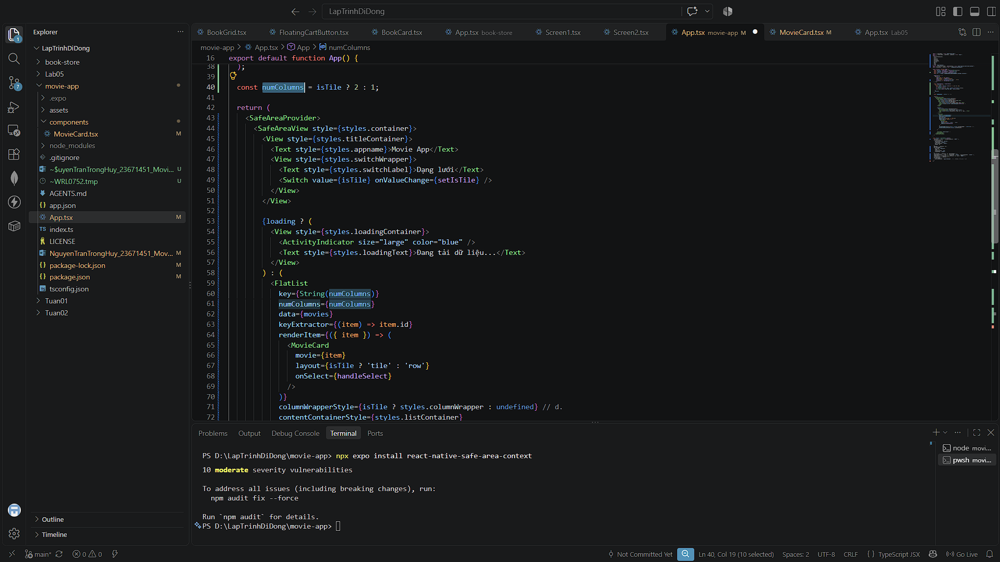 LapTrinhDiDong
Explorer
LapTrinhDiDong
book-store
Lab05
movie-app
.expo
assets
components
MovieCard.tsx M
node_modules
.gitignore
~$uyenTranTrongHuy_23671451_Movi... U
~WRL0752.tmp U
AGENTS.md
app.json
App.tsx M
index.ts
LICENSE
NguyenTranTrongHuy_23671451_Mov... M
package-lock.json M
package.json M
tsconfig.json
Tuan01
Tuan02
Outline
Timeline
BookGrid.tsx FloatingCartButton.tsx BookCard.tsx App.tsx book-store Screen1.tsx Screen2.tsx App.tsx movie-app M MovieCard.tsx M App.tsx Lab05
movie-app > App.tsx > App > numColumns
16 export default function App() {
38 );
39
40 const numColumns = isTile ? 2 : 1;
41
42 return (
43 <SafeAreaProvider>
44 <SafeAreaView style={styles.container}>
45 <View style={styles.titleContainer}>
46 <Text style={styles.appname}>Movie App</Text>
47 <View style={styles.switchWrapper}>
48 <Text style={styles.switchLabel}>Dạng lưới</Text>
49 <Switch value={isTile} onValueChange={setIsTile} />
50 </View>
51 </View>
52
53 {loading ? (
54 <View style={styles.loadingContainer}>
55 <ActivityIndicator size="large" color="blue" />
56 <Text style={styles.loadingText}>Đang tải dữ liệu...</Text>
57 </View>
58 ) : (
59 <FlatList
60 key={String(numColumns)}
61 numColumns={numColumns}
62 data={movies}
63 keyExtractor={(item) => item.id}
64 renderItem={({ item }) => (
65 <MovieCard
66 movie={item}
67 layout={isTile ? 'tile' : 'row'}
68 onSelect={handleSelect}
69 />
70 )}
71 columnWrapperStyle={isTile ? styles.columnWrapper : undefined} // d.
72 contentContainerStyle={styles.listContainer}
Problems Output Debug Console Terminal Ports
PS D:\LapTrinhDiDong\movie-app> npx expo install react-native-safe-area-context
10 moderate severity vulnerabilities
To address all issues (including breaking changes), run:
npm audit fix --force
Run `npm audit` for details.
PS D:\LapTrinhDiDong\movie-app>
node movi...
pwsh movi...
1
7
main* 0 0 Not Committed Yet Ln 40, Col 19 (10 selected) Spaces: 2 UTF-8 CRLF { } TypeScript JSX Go Live